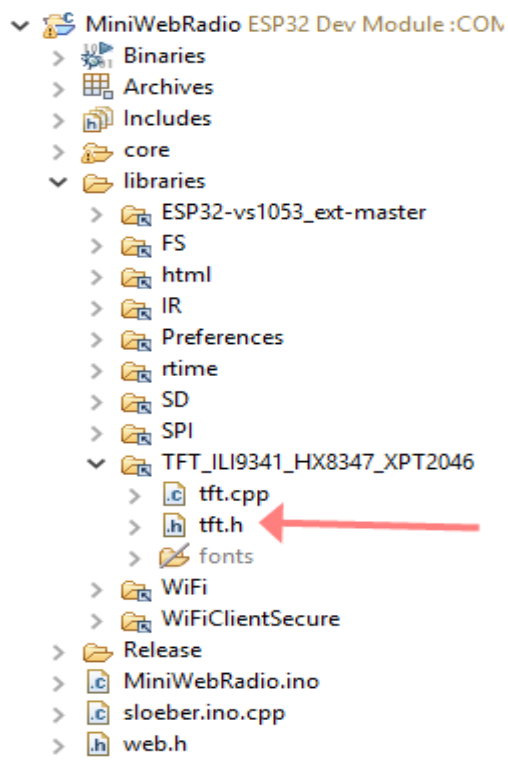 MiniWebRadio ESP32 Dev Module :COM
Binaries
Archives
Includes
core
libraries
ESP32-vs1053_ext-master
FS
html
IR
Preferences
rtime
SD
SPI
TFT_ILI9341_HX8347_XPT2046
.c tft.cpp
.h tft.h
fonts
WiFi
WiFiClientSecure
Release
.c MiniWebRadio.ino
.c sloeber.ino.cpp
.h web.h